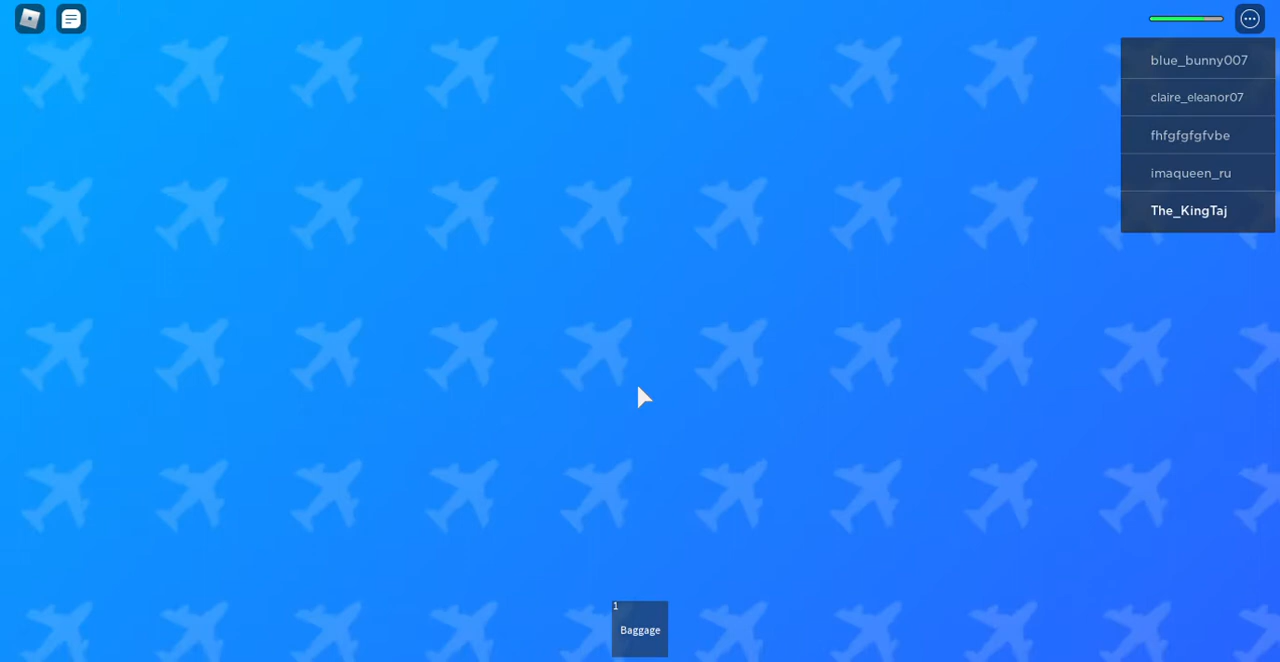 blue_bunny007
claire_eleanor07
fhfgfgfgfvbe
imaqueen_ru
The_KingTaj
1
Baggage